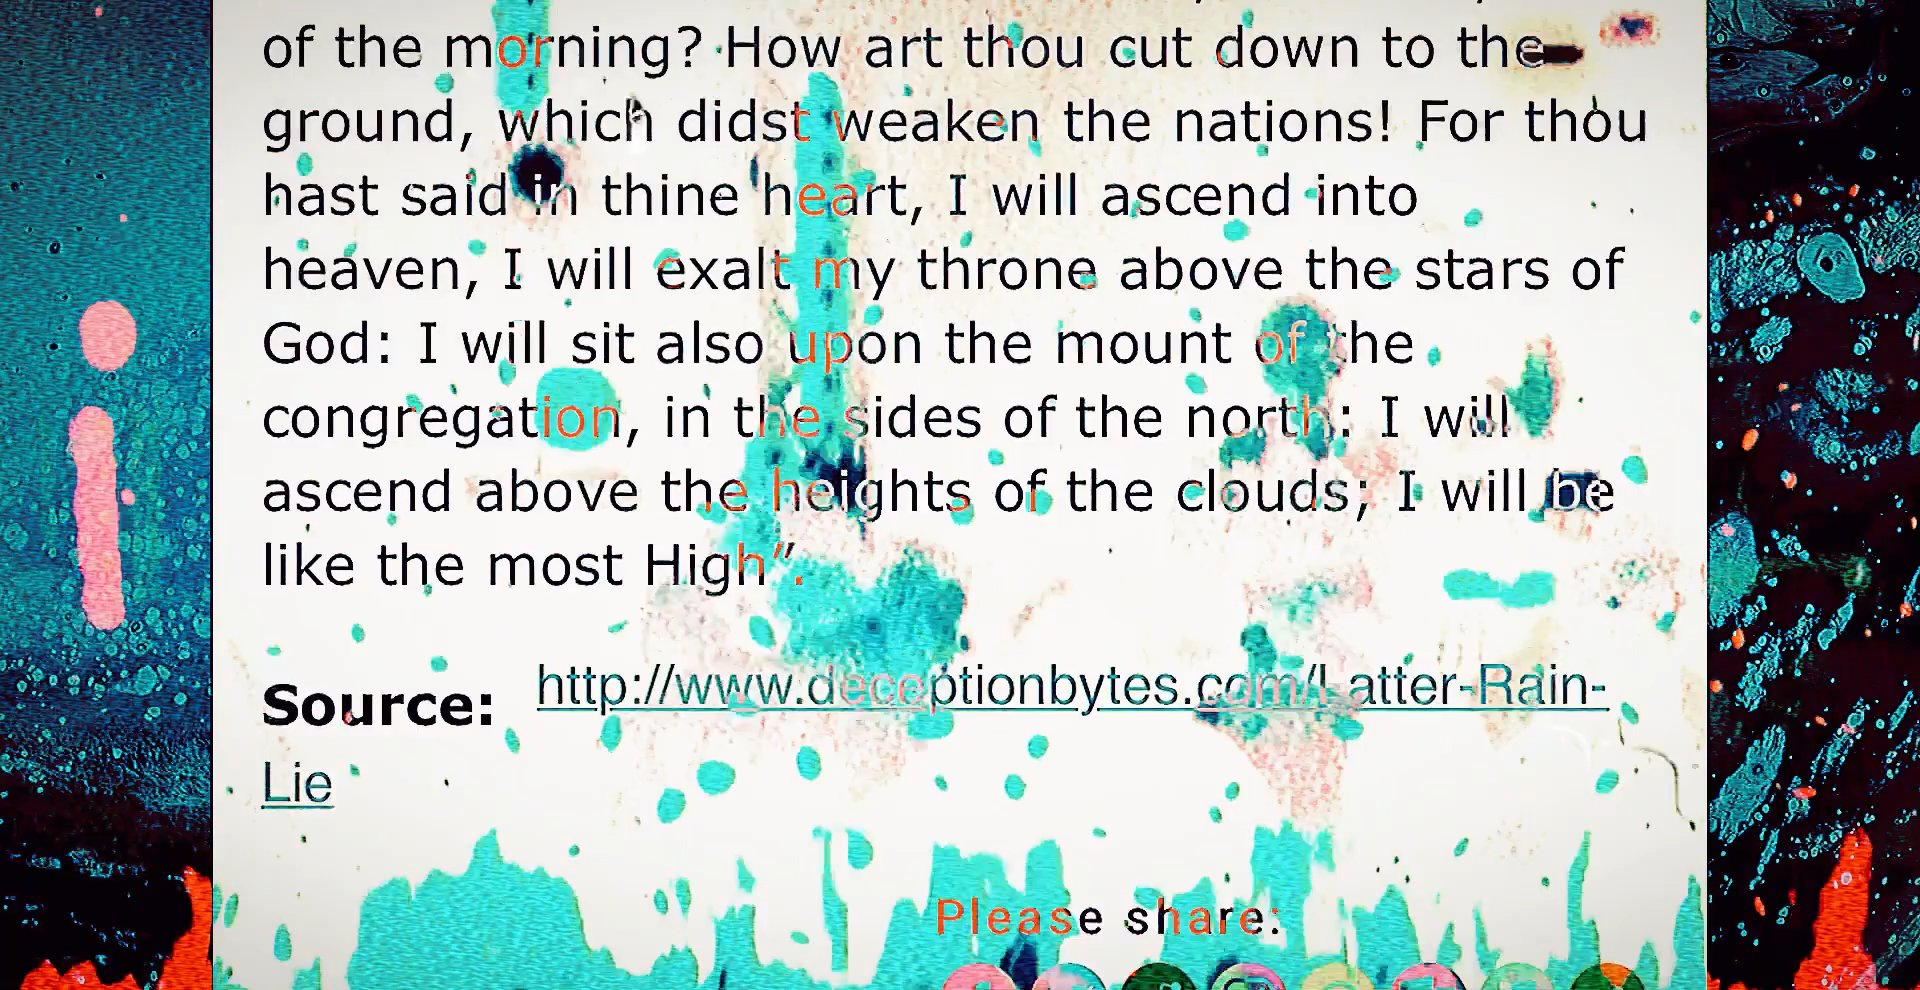 of the morning? How art thou cut down to the
ground, which didst weaken the nations! For thou
hast said in thine heart, I will ascend into
heaven, I will exalt my throne above the stars of
God: I will sit also upon the mount of the
congregation, in the sides of the north: I will
ascend above the heights of the clouds; I will be
like the most High”.
Source: http://www.deceptionbytes.com/Latter-Rain-
Lie
Please share: